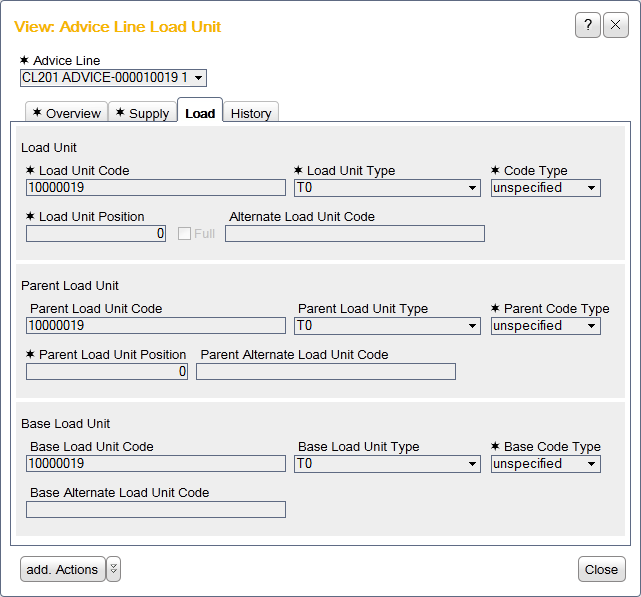 View: Advice Line Load Unit
?
✶ Advice Line
CL201 ADVICE-000010019 1
✶ Overview ✶ Supply Load History
Load Unit
✶ Load Unit Code ✶ Load Unit Type ✶ Code Type
10000019 T0 unspecified
✶ Load Unit Position Alternate Load Unit Code
0 Full
Parent Load Unit
Parent Load Unit Code Parent Load Unit Type ✶ Parent Code Type
10000019 T0 unspecified
✶ Parent Load Unit Position Parent Alternate Load Unit Code
0
Base Load Unit
Base Load Unit Code Base Load Unit Type ✶ Base Code Type
10000019 T0 unspecified
Base Alternate Load Unit Code
add. Actions Close